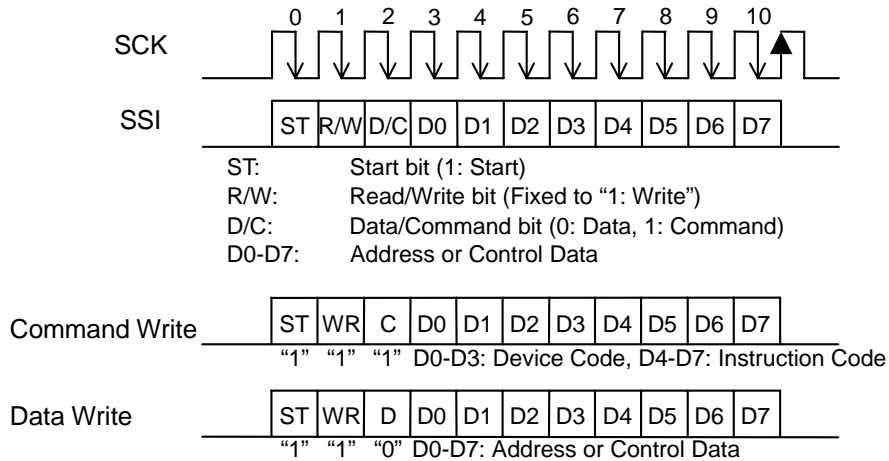 0 1 2 3 4 5 6 7 8 9 10
SCK
SSI ST R/W D/C D0 D1 D2 D3 D4 D5 D6 D7
ST: Start bit (1: Start)
R/W: Read/Write bit (Fixed to “1: Write”)
D/C: Data/Command bit (0: Data, 1: Command)
D0-D7: Address or Control Data
Command Write ST WR C D0 D1 D2 D3 D4 D5 D6 D7
“1” “1” “1” D0-D3: Device Code, D4-D7: Instruction Code
Data Write ST WR D D0 D1 D2 D3 D4 D5 D6 D7
“1” “1” “0” D0-D7: Address or Control Data